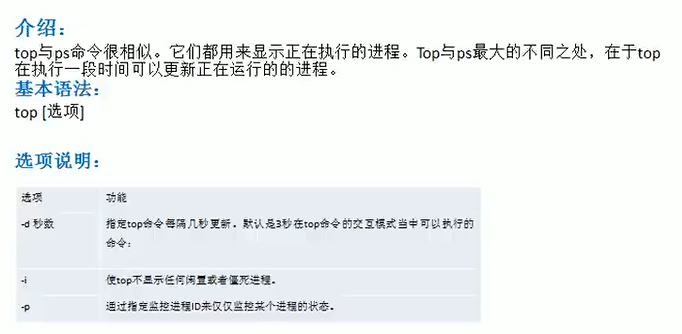 介绍：
top与ps命令很相似。它们都用来显示正在执行的进程。Top与ps最大的不同之处，在于top
在执行一段时间可以更新正在运行的的进程。
基本语法：
top [选项]
选项说明：
选项 功能
-d 秒数 指定top命令每隔几秒更新。默认是3秒在top命令的交互模式当中可以执行的
命令：
-i 使top不显示任何闲置或者僵死进程。
-p 通过指定监控进程ID来仅仅监控某个进程的状态。